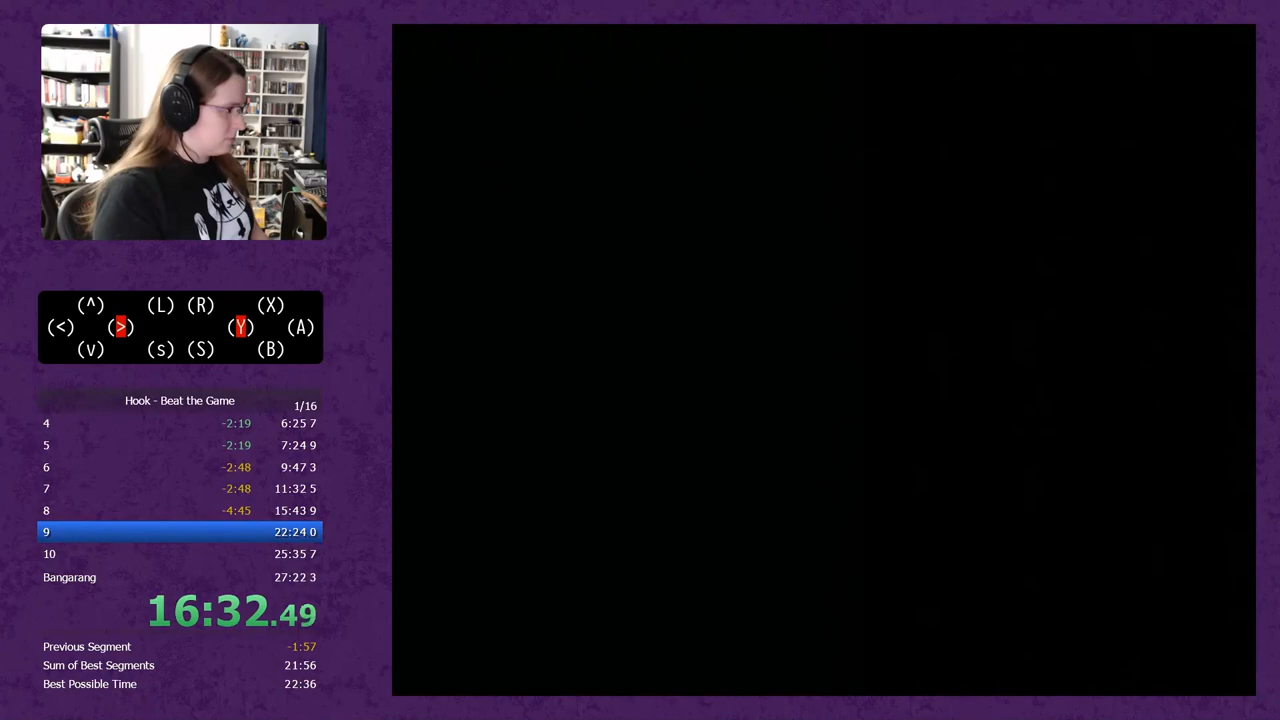 (^) (L) (R) (X)
(<) (>) (Y) (A)
(v) (s) (S) (B)
Hook - Beat the Game
1/16
4 -2:19 6:25 7
5 -2:19 7:24 9
6 -2:48 9:47 3
7 -2:48 11:32 5
8 -4:45 15:43 9
9 22:24 0
10 25:35 7
Bangarang 27:22 3
16:32.49
Previous Segment -1:57
Sum of Best Segments 21:56
Best Possible Time 22:36